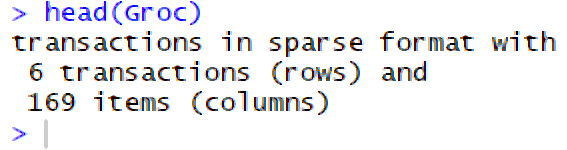 > head(Groc)
transactions in sparse format with
 6 transactions (rows) and
 169 items (columns)
>